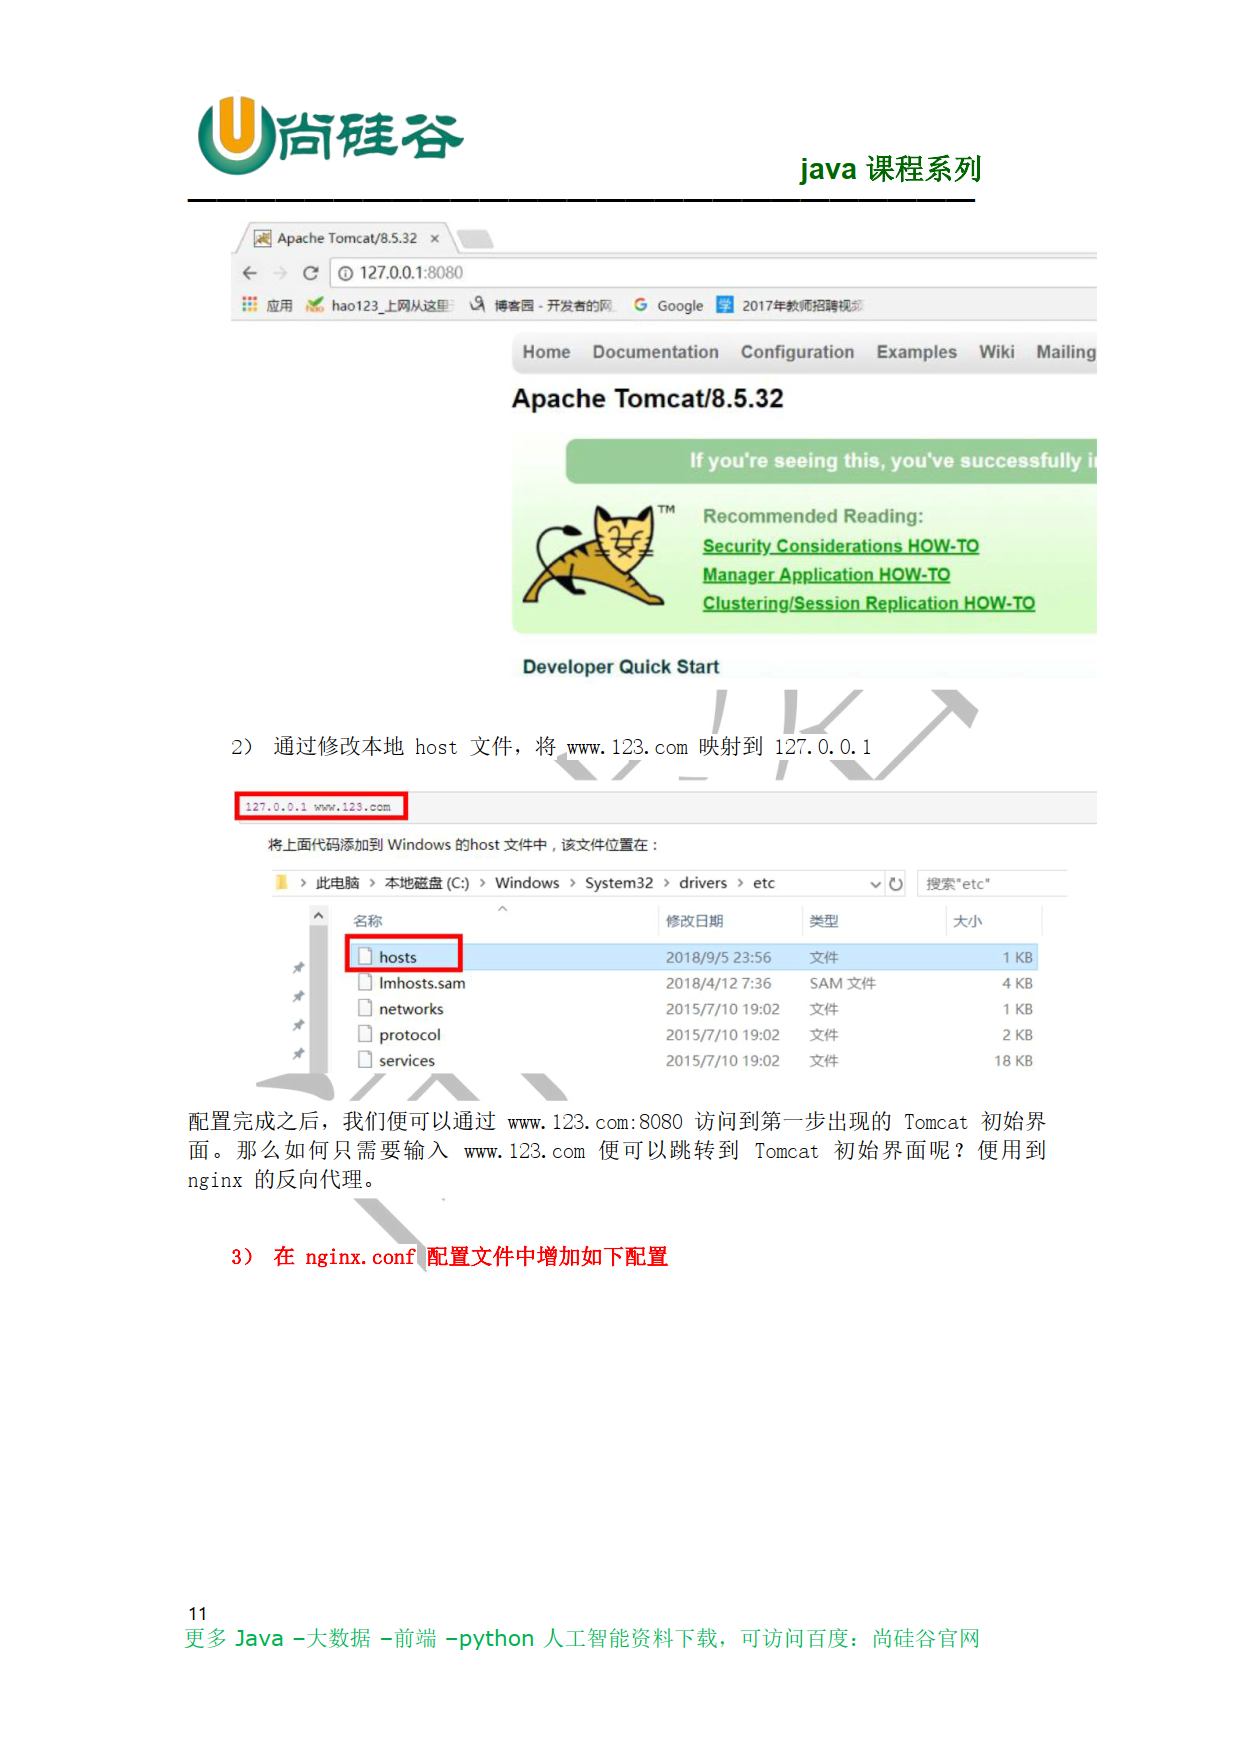 尚硅谷
java 课程系列
Apache Tomcat/8.5.32 ×
127.0.0.1:8080
应用 hao123_上网从这里 博客园 - 开发者的网 Google 学 2017年教师招聘视频
Home Documentation Configuration Examples Wiki Mailing
Apache Tomcat/8.5.32
If you're seeing this, you've successfully i
TM
Recommended Reading:
Security Considerations HOW-TO
Manager Application HOW-TO
Clustering/Session Replication HOW-TO
Developer Quick Start
2） 通过修改本地 host 文件，将 www.123.com 映射到 127.0.0.1
127.0.0.1 www.123.com
将上面代码添加到 Windows 的host 文件中，该文件位置在：
> 此电脑 > 本地磁盘 (C:) > Windows > System32 > drivers > etc 搜索"etc"
名称 修改日期 类型 大小
hosts 2018/9/5 23:56 文件 1 KB
lmhosts.sam 2018/4/12 7:36 SAM 文件 4 KB
networks 2015/7/10 19:02 文件 1 KB
protocol 2015/7/10 19:02 文件 2 KB
services 2015/7/10 19:02 文件 18 KB
配置完成之后，我们便可以通过 www.123.com:8080 访问到第一步出现的 Tomcat 初始界
面。那么如何只需要输入 www.123.com 便可以跳转到 Tomcat 初始界面呢？便用到
nginx 的反向代理。
3） 在 nginx.conf 配置文件中增加如下配置
11
更多 Java –大数据 –前端 –python 人工智能资料下载，可访问百度：尚硅谷官网